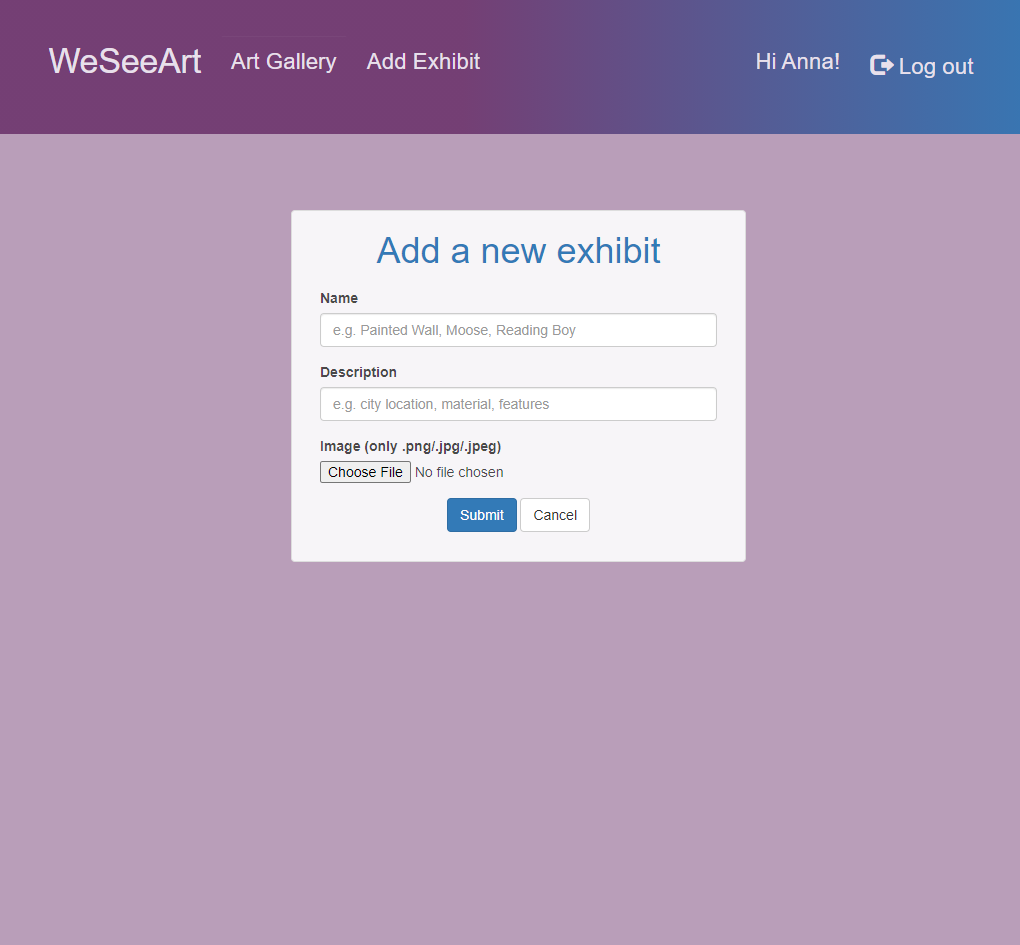 WeSeeArt Art Gallery Add Exhibit Hi Anna! Log out
Add a new exhibit
Name
e.g. Painted Wall, Moose, Reading Boy
Description
e.g. city location, material, features
Image (only .png/.jpg/.jpeg)
Choose File No file chosen
Submit Cancel